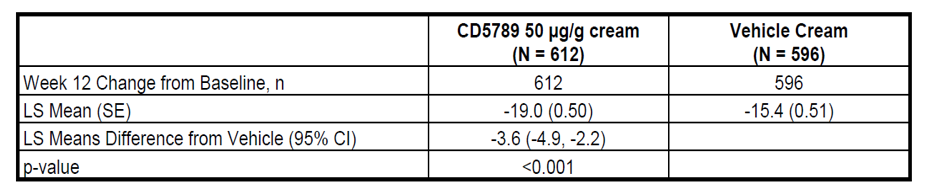 CD5789 50 µg/g cream Vehicle Cream
(N = 612) (N = 596)
Week 12 Change from Baseline, n 612 596
LS Mean (SE) -19.0 (0.50) -15.4 (0.51)
LS Means Difference from Vehicle (95% CI) -3.6 (-4.9, -2.2)
p-value <0.001